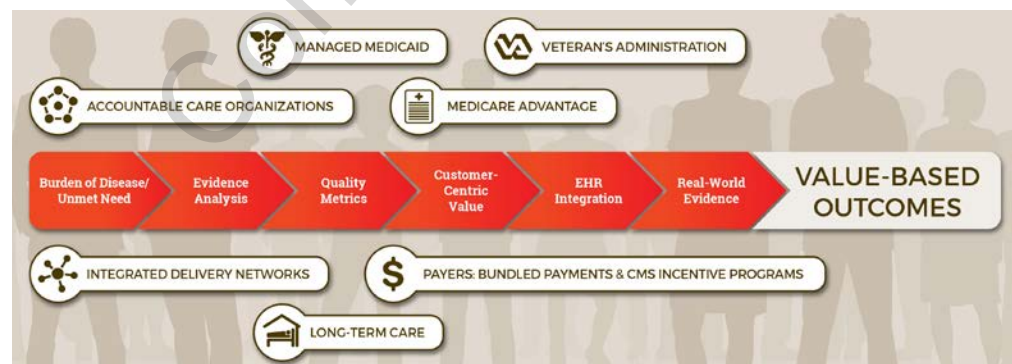 MANAGED MEDICAID
VETERAN'S ADMINISTRATION
ACCOUNTABLE CARE ORGANIZATIONS
MEDICARE ADVANTAGE
Burden of Disease/
Unmet Need
Evidence
Analysis
Quality
Metrics
Customer-
Centric
Value
EHR
Integration
Real-World
Evidence
VALUE-BASED
OUTCOMES
INTEGRATED DELIVERY NETWORKS
$
PAYERS: BUNDLED PAYMENTS & CMS INCENTIVE PROGRAMS
LONG-TERM CARE